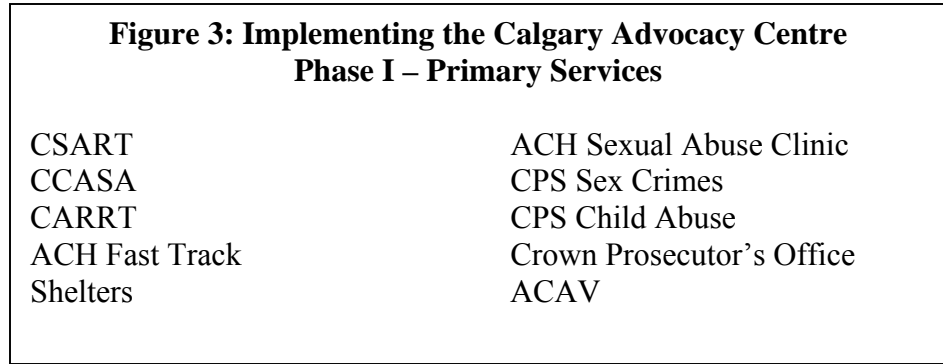 Figure 3: Implementing the Calgary Advocacy Centre
Phase I – Primary Services
CSART
CCASA
CARRT
ACH Fast Track
Shelters
ACH Sexual Abuse Clinic
CPS Sex Crimes
CPS Child Abuse
Crown Prosecutor’s Office
ACAV